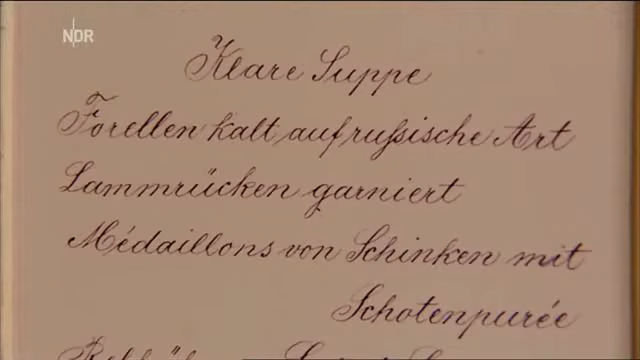 NDR
Klare Suppe
Forellen kalt auf rußische Art
Lammrücken garniert
Médaillons von Schinken mit
Schotenpurée